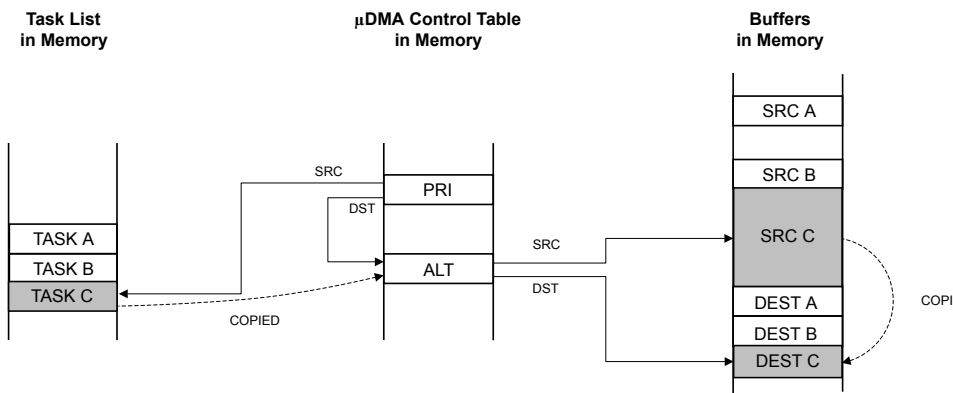 Task List
in Memory
µDMA Control Table
in Memory
Buffers
in Memory
SRC A
SRC
PRI
SRC B
DST
TASK A
SRC
SRC C
TASK B
ALT
TASK C
DST
DEST A
COPI
COPIED
DEST B
DEST C